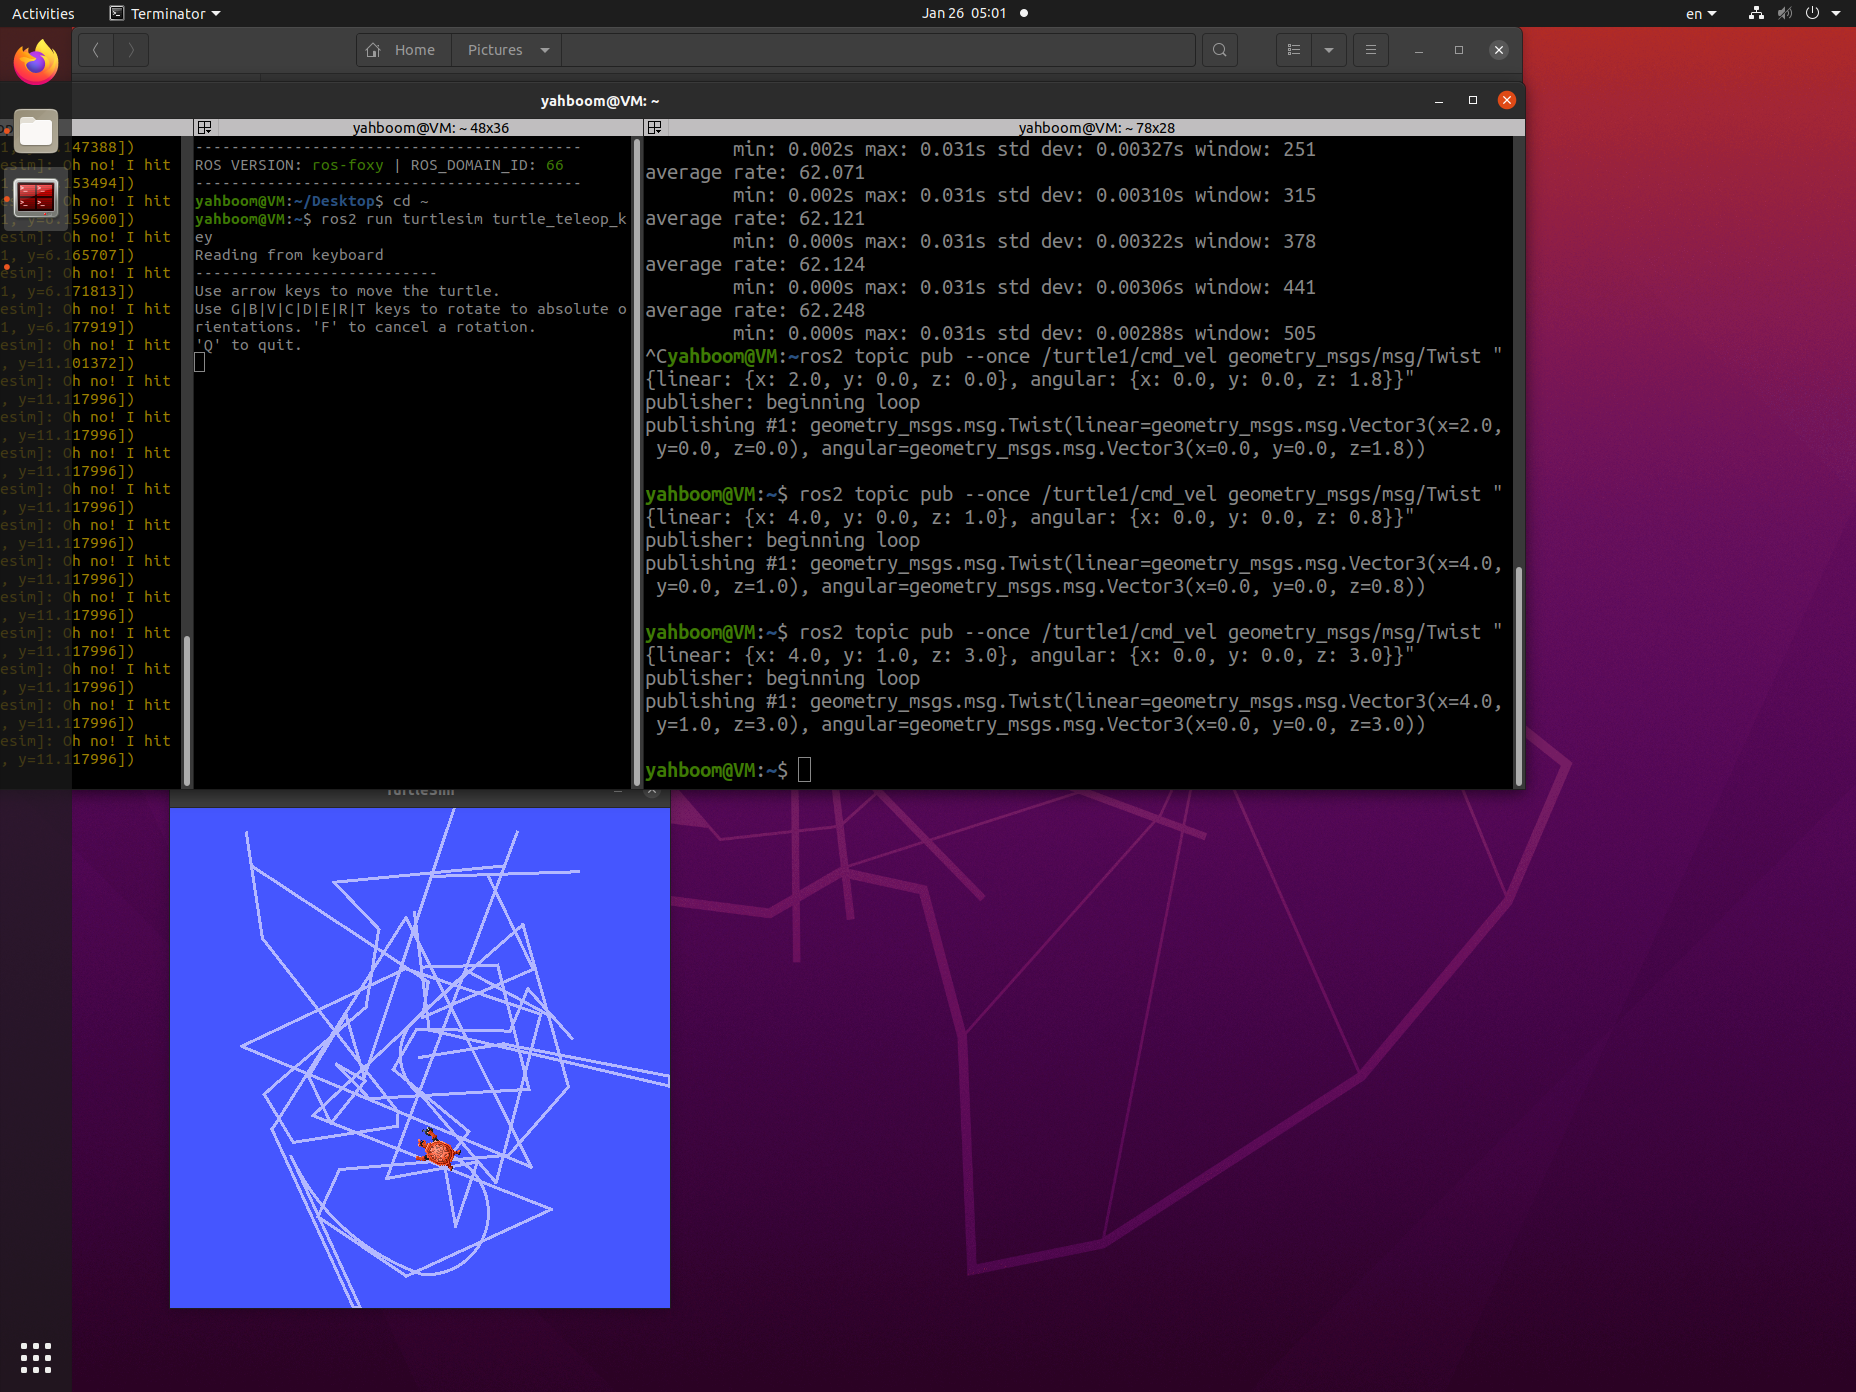 Activities
Terminator
Jan 26 05:01
en
Home
Pictures
yahboom@VM: ~
47388])
esim]: Oh no! I hit
53494])
esim]: Oh no! I hit
1, y=6.159600])
esim]: Oh no! I hit
1, y=6.165707])
esim]: Oh no! I hit
1, y=6.171813])
esim]: Oh no! I hit
1, y=6.177919])
esim]: Oh no! I hit
, y=11.101372])
esim]: Oh no! I hit
, y=11.117996])
esim]: Oh no! I hit
, y=11.117996])
esim]: Oh no! I hit
, y=11.117996])
esim]: Oh no! I hit
, y=11.117996])
esim]: Oh no! I hit
, y=11.117996])
esim]: Oh no! I hit
, y=11.117996])
esim]: Oh no! I hit
, y=11.117996])
esim]: Oh no! I hit
, y=11.117996])
esim]: Oh no! I hit
, y=11.117996])
esim]: Oh no! I hit
, y=11.117996])
esim]: Oh no! I hit
, y=11.117996])
yahboom@VM: ~ 48x36
-------------------------------------------
ROS VERSION: ros-foxy | ROS_DOMAIN_ID: 66
-------------------------------------------
yahboom@VM:~/Desktop$ cd ~
yahboom@VM:~$ ros2 run turtlesim turtle_teleop_k
ey
Reading from keyboard
---------------------------
Use arrow keys to move the turtle.
Use G|B|V|C|D|E|R|T keys to rotate to absolute o
rientations. 'F' to cancel a rotation.
'Q' to quit.
yahboom@VM: ~ 78x28
min: 0.002s max: 0.031s std dev: 0.00327s window: 251
average rate: 62.071
min: 0.002s max: 0.031s std dev: 0.00310s window: 315
average rate: 62.121
min: 0.000s max: 0.031s std dev: 0.00322s window: 378
average rate: 62.124
min: 0.000s max: 0.031s std dev: 0.00306s window: 441
average rate: 62.248
min: 0.000s max: 0.031s std dev: 0.00288s window: 505
^Cyahboom@VM:~ros2 topic pub --once /turtle1/cmd_vel geometry_msgs/msg/Twist "
{linear: {x: 2.0, y: 0.0, z: 0.0}, angular: {x: 0.0, y: 0.0, z: 1.8}}"
publisher: beginning loop
publishing #1: geometry_msgs.msg.Twist(linear=geometry_msgs.msg.Vector3(x=2.0,
y=0.0, z=0.0), angular=geometry_msgs.msg.Vector3(x=0.0, y=0.0, z=1.8))
yahboom@VM:~$ ros2 topic pub --once /turtle1/cmd_vel geometry_msgs/msg/Twist "
{linear: {x: 4.0, y: 0.0, z: 1.0}, angular: {x: 0.0, y: 0.0, z: 0.8}}"
publisher: beginning loop
publishing #1: geometry_msgs.msg.Twist(linear=geometry_msgs.msg.Vector3(x=4.0,
y=0.0, z=1.0), angular=geometry_msgs.msg.Vector3(x=0.0, y=0.0, z=0.8))
yahboom@VM:~$ ros2 topic pub --once /turtle1/cmd_vel geometry_msgs/msg/Twist "
{linear: {x: 4.0, y: 1.0, z: 3.0}, angular: {x: 0.0, y: 0.0, z: 3.0}}"
publisher: beginning loop
publishing #1: geometry_msgs.msg.Twist(linear=geometry_msgs.msg.Vector3(x=4.0,
y=1.0, z=3.0), angular=geometry_msgs.msg.Vector3(x=0.0, y=0.0, z=3.0))
yahboom@VM:~$
TurtleSim